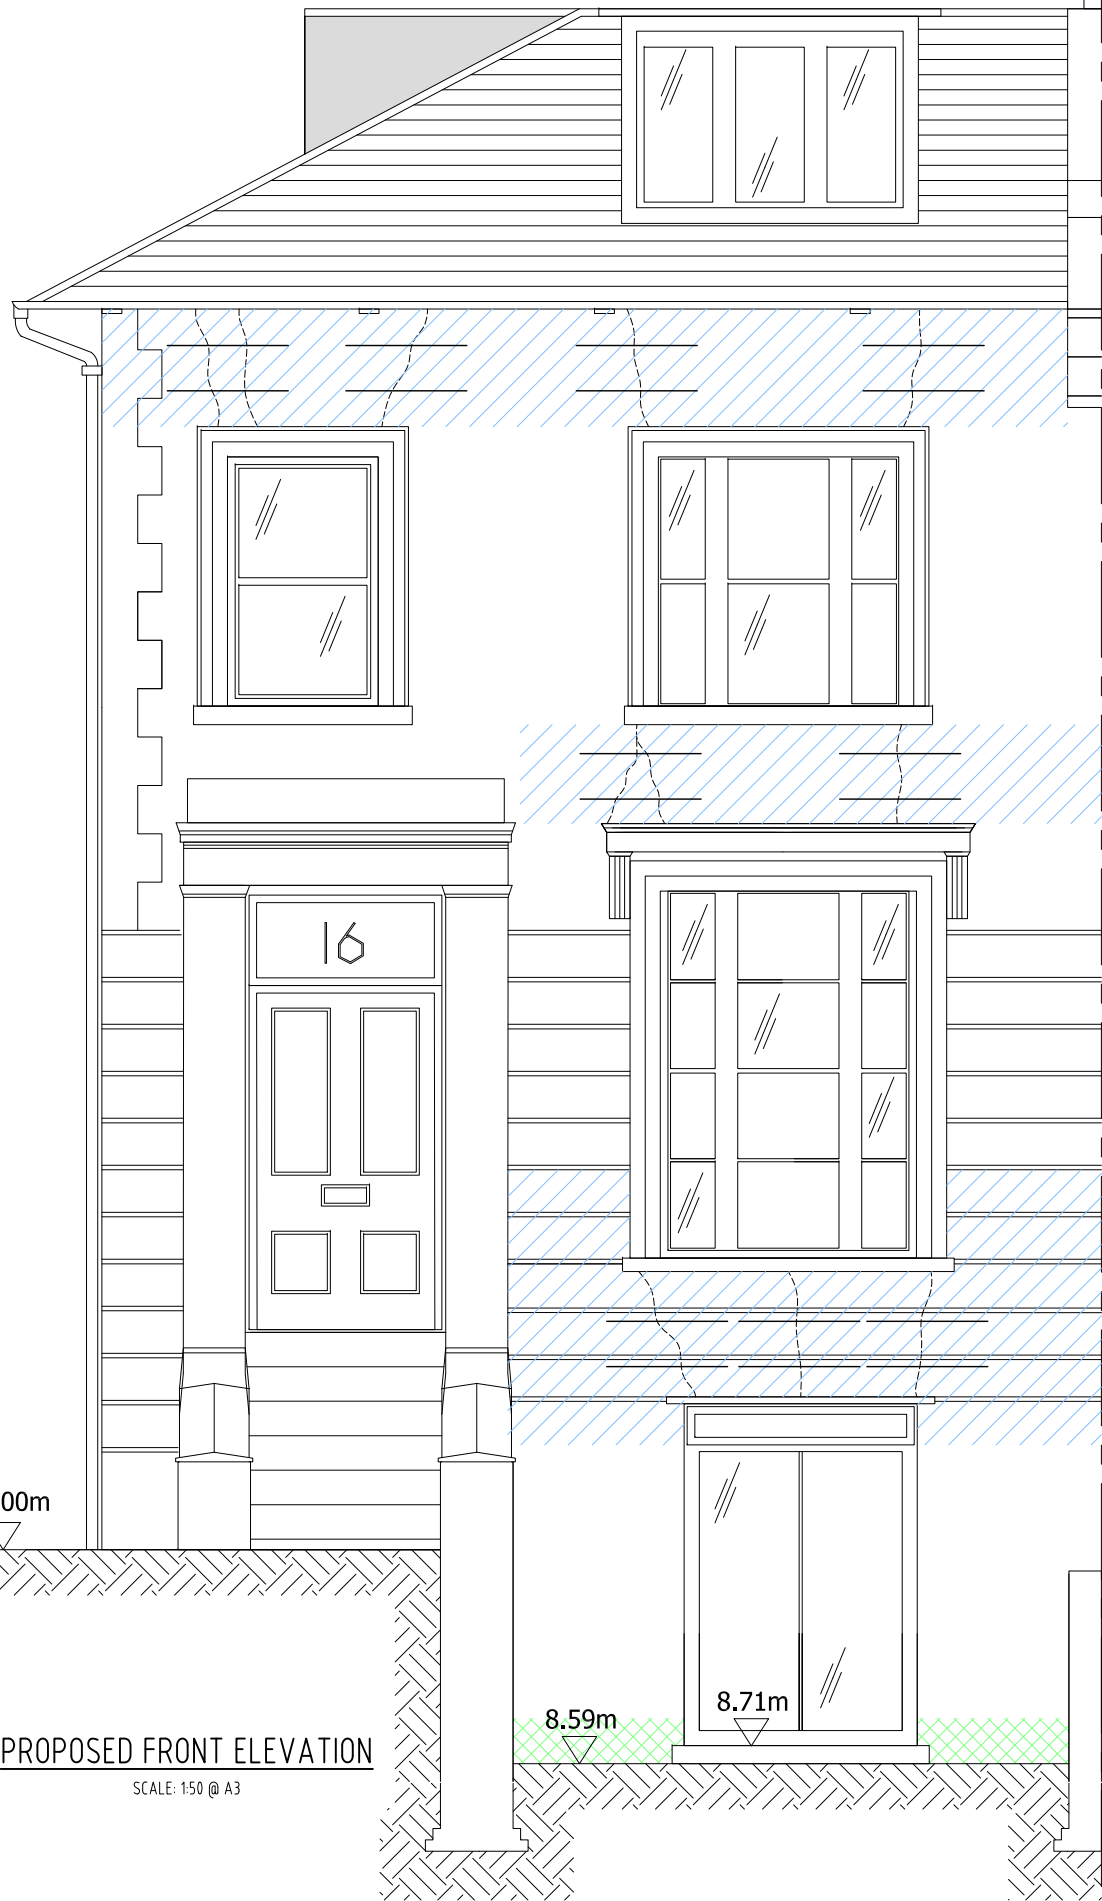 16
00m
8.59m
8.71m
PROPOSED FRONT ELEVATION
SCALE: 1:50 @ A3